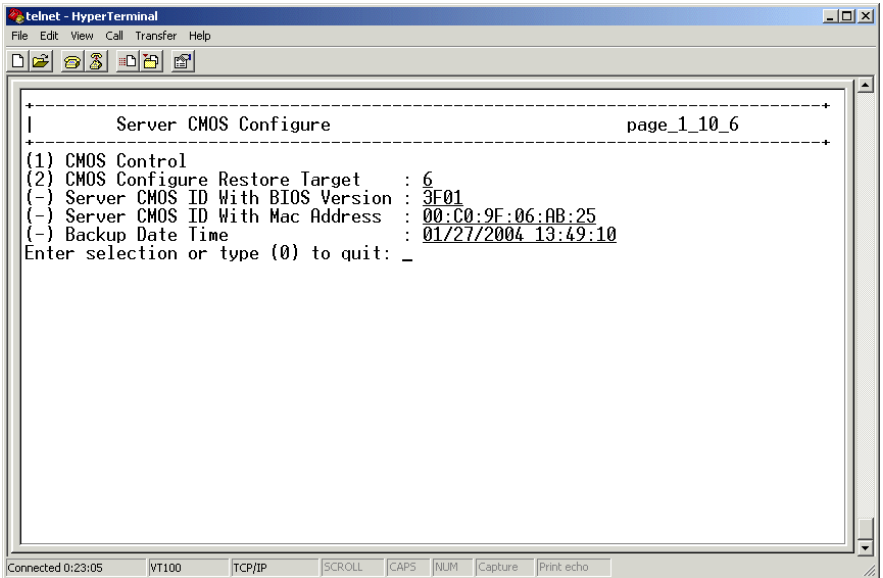 telnet - HyperTerminal
File Edit View Call Transfer Help
+-----------------------------------------------------------------------------+
| Server CMOS Configure page_1_10_6
+-----------------------------------------------------------------------------+
(1) CMOS Control
(2) CMOS Configure Restore Target : 6
(-) Server CMOS ID With BIOS Version : 3F01
(-) Server CMOS ID With Mac Address : 00:C0:9F:06:AB:25
(-) Backup Date Time : 01/27/2004 13:49:10
Enter selection or type (0) to quit: _
Connected 0:23:05 VT100 TCP/IP SCROLL CAPS NUM Capture Print echo